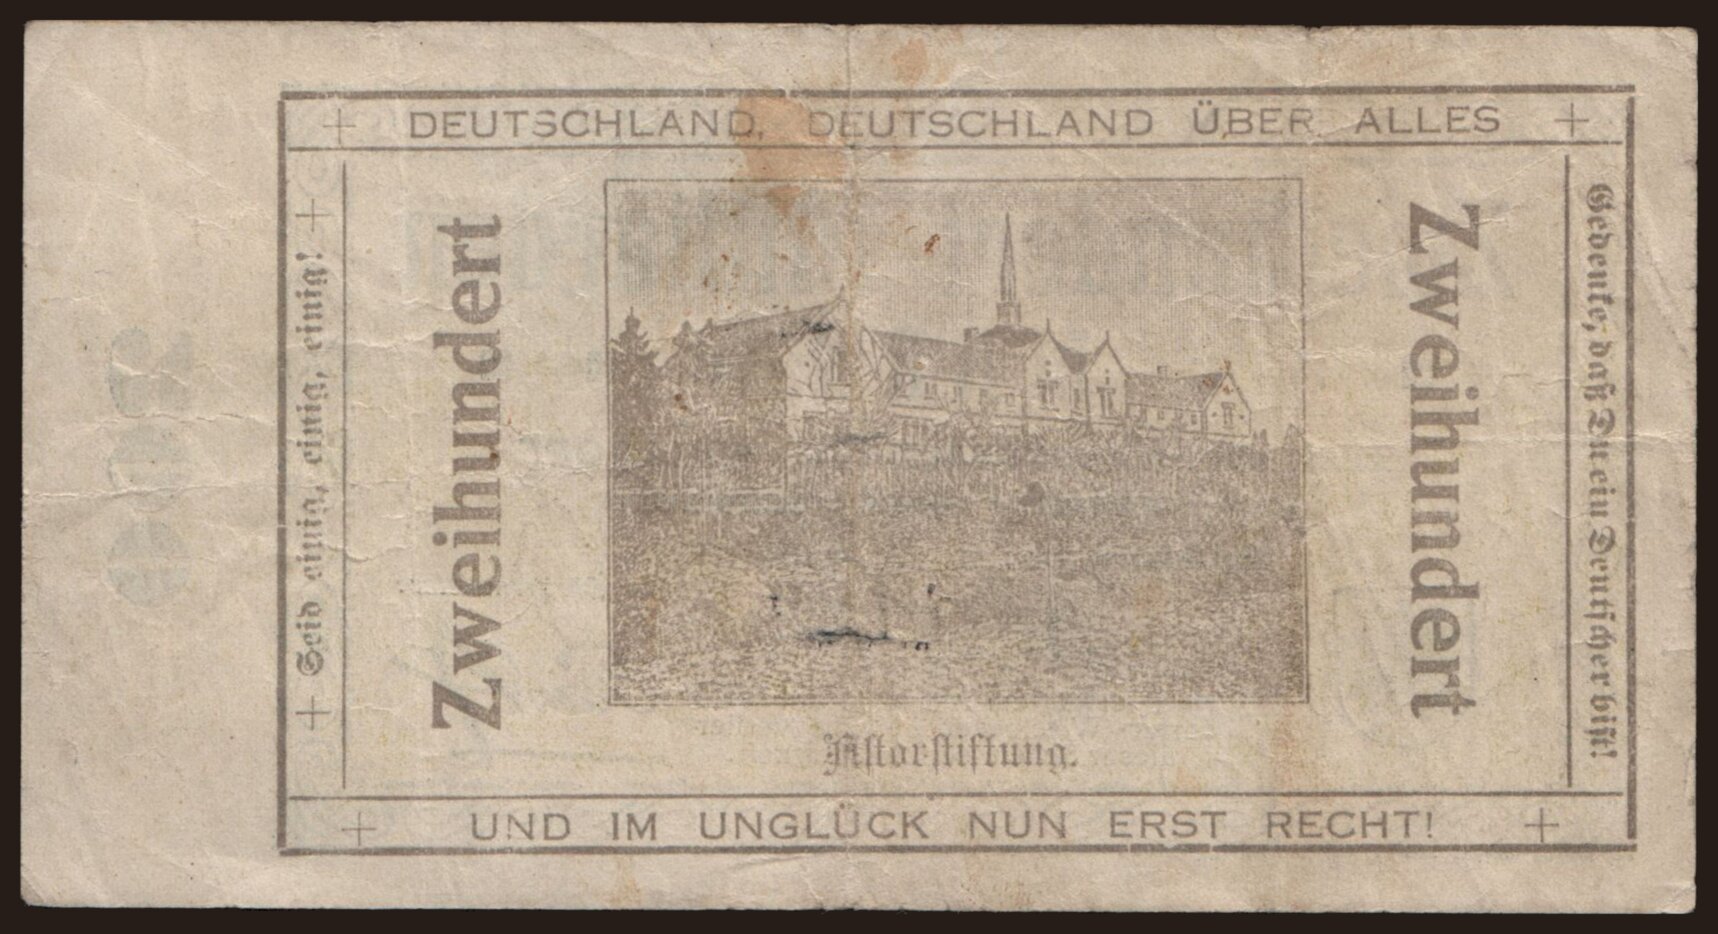 + DEUTSCHLAND, DEUTSCHLAND ÜBER ALLES +
+ Seid einig, einig, einig! +
Zweihundert
Zweihundert
Gedenke, daß Du ein Deutscher bist!
Astorstiftung.
+ UND IM UNGLÜCK NUN ERST RECHT! +